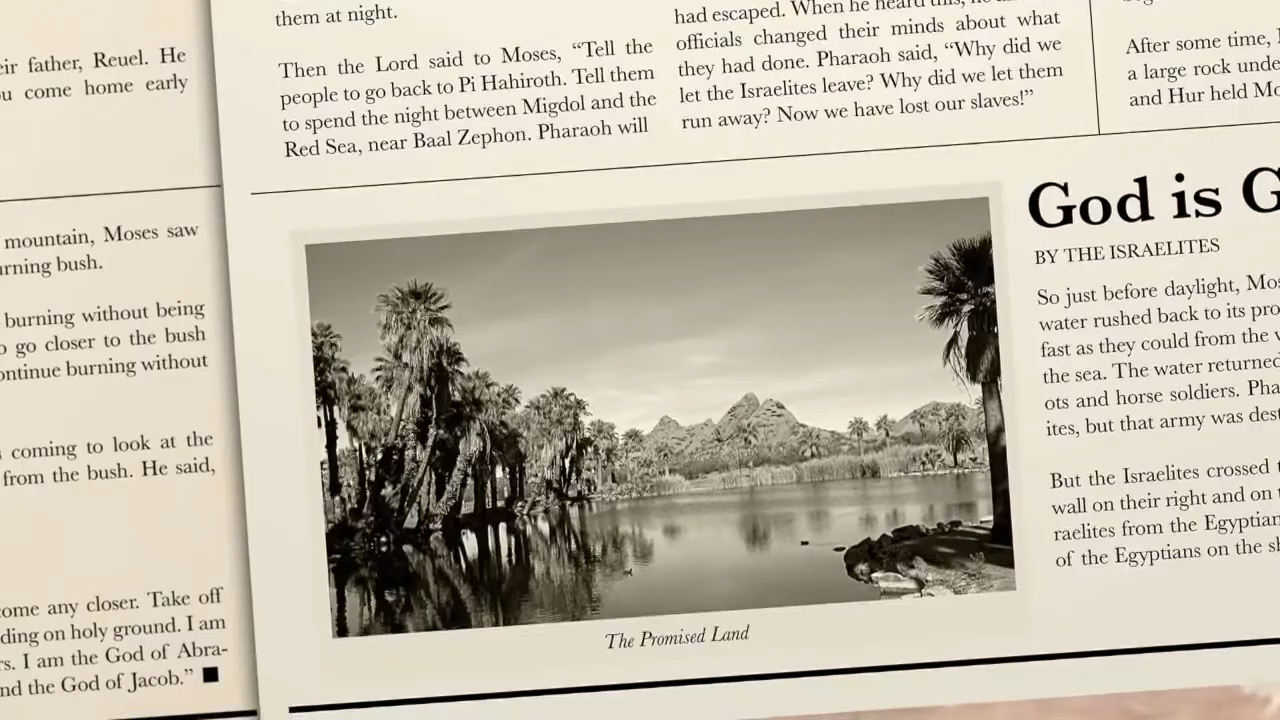 eir father, Reuel. He
ou come home early
mountain, Moses saw
urning bush.
burning without being
o go closer to the bush
ontinue burning without
coming to look at the
from the bush. He said,
come any closer. Take off
ding on holy ground. I am
rs. I am the God of Abra-
nd the God of Jacob.” ■
them at night.
Then the Lord said to Moses, “Tell the
people to go back to Pi Hahiroth. Tell them
to spend the night between Migdol and the
Red Sea, near Baal Zephon. Pharaoh will
had escaped. When he heard this, he
officials changed their minds about what
they had done. Pharaoh said, “Why did we
let the Israelites leave? Why did we let them
run away? Now we have lost our slaves!”
After some time,
a large rock unde
and Hur held Mo
The Promised Land
God is G
BY THE ISRAELITES
So just before daylight, Mos
water rushed back to its pro
fast as they could from the
the sea. The water returned
ots and horse soldiers. Pha
ites, but that army was des
But the Israelites crossed
wall on their right and on
raelites from the Egyptian
of the Egyptians on the sh